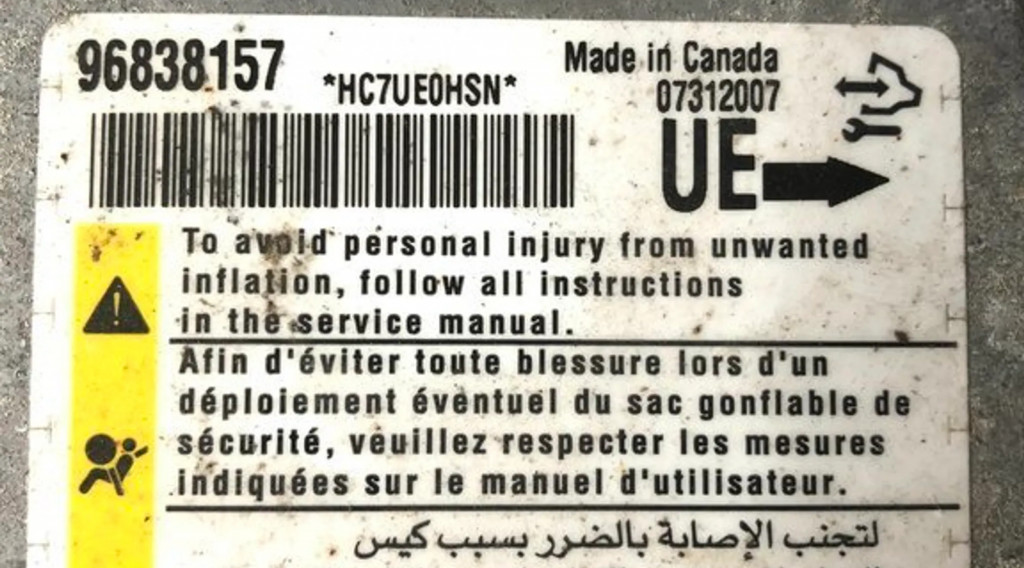 96838157
*HC7UE0HSN*
Made in Canada
07312007
UE
To avoid personal injury from unwanted
inflation, follow all instructions
in the service manual.
Afin d'éviter toute blessure lors d'un
déploiement éventuel du sac gonflable de
sécurité, veuillez respecter les mesures
indiquées sur le manuel d'utilisateur.
لتجنب الإصابة بالضرر بسبب كيس